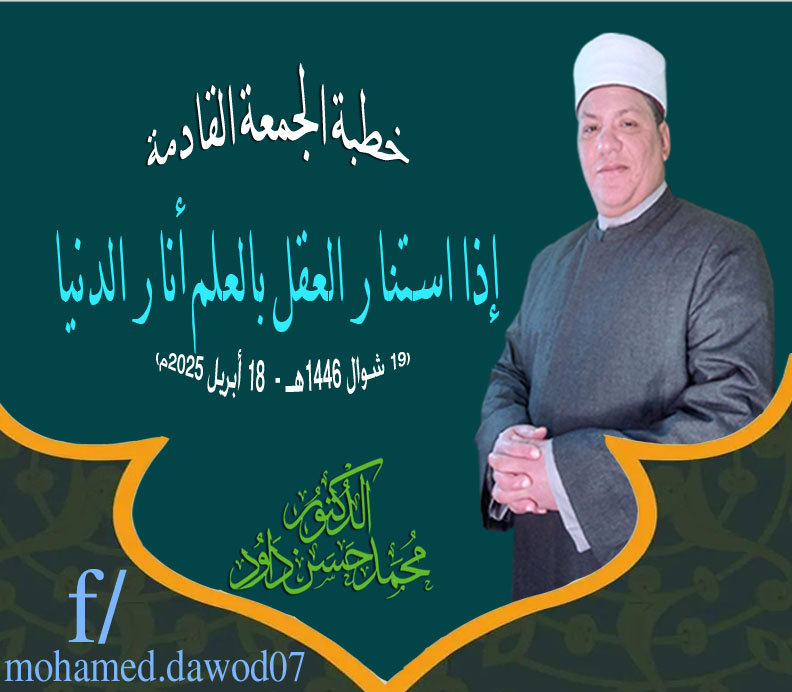 خطبة الجمعة القادمة
إذا استنار العقل بالعلم أنار الدنيا
(19 شوال 1446هـ - 18 أبريل 2025م)
الدكتور
محمد حسن داود
f/
mohamed.dawod07